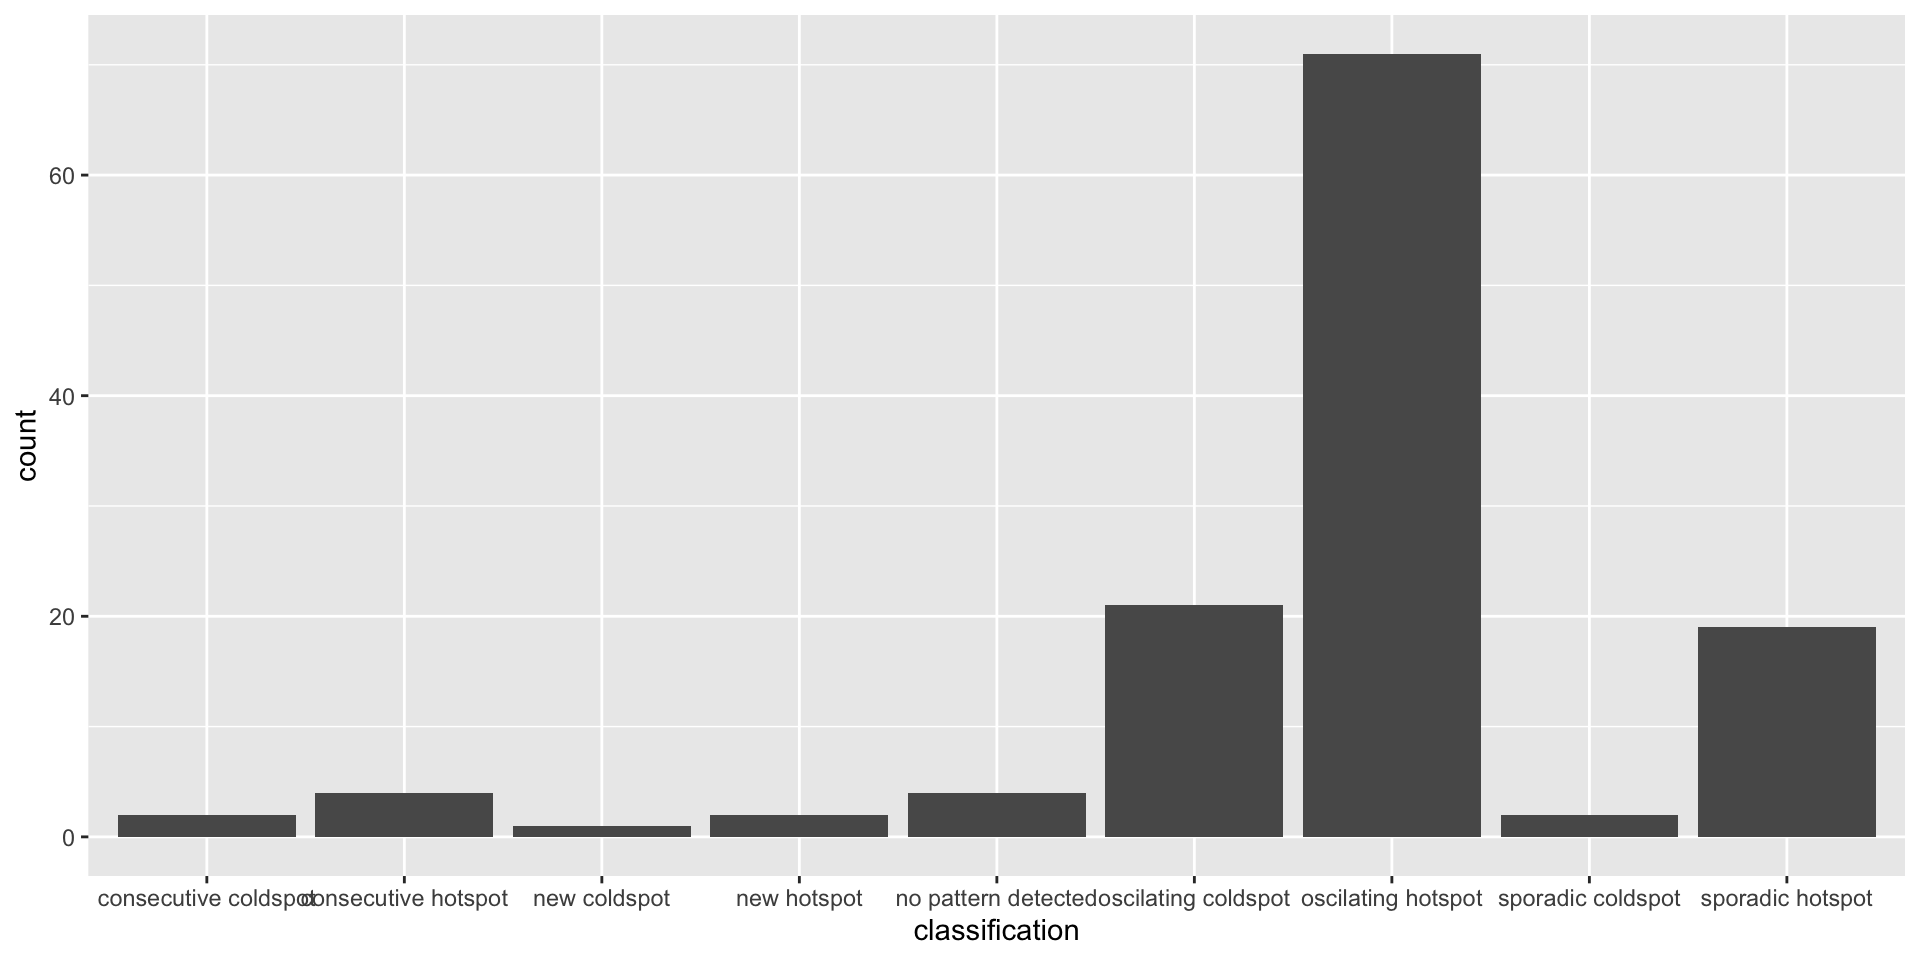 60
40
20
0
count
consecutive coldspot consecutive hotspot new coldspot new hotspot no pattern detected oscilating coldspot oscilating hotspot sporadic coldspot sporadic hotspot
classification